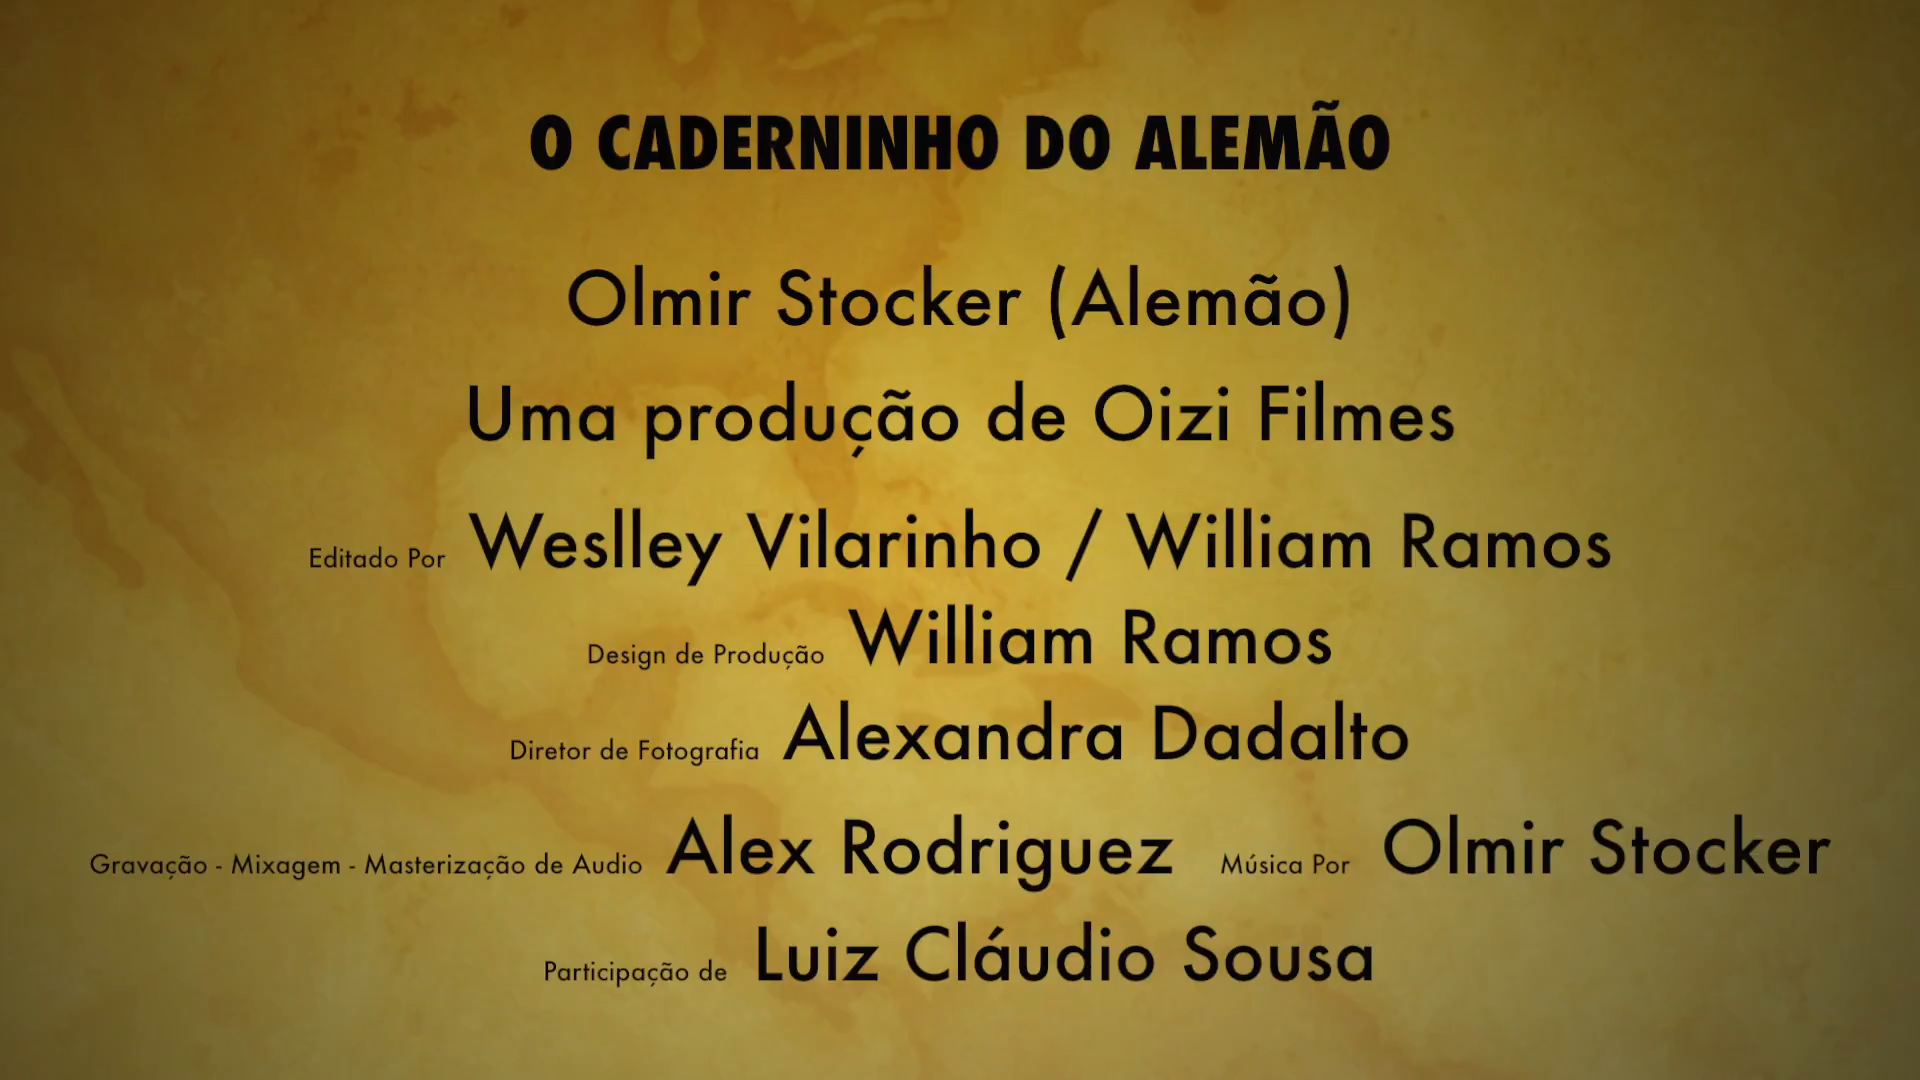 O CADERNINHO DO ALEMÃO
Olmir Stocker (Alemão)
Uma produção de Oizi Filmes
Editado Por Weslley Vilarinho / William Ramos
Design de Produção William Ramos
Diretor de Fotografia Alexandra Dadalto
Gravação - Mixagem - Masterização de Audio Alex Rodriguez Música Por Olmir Stocker
Participação de Luiz Cláudio Sousa